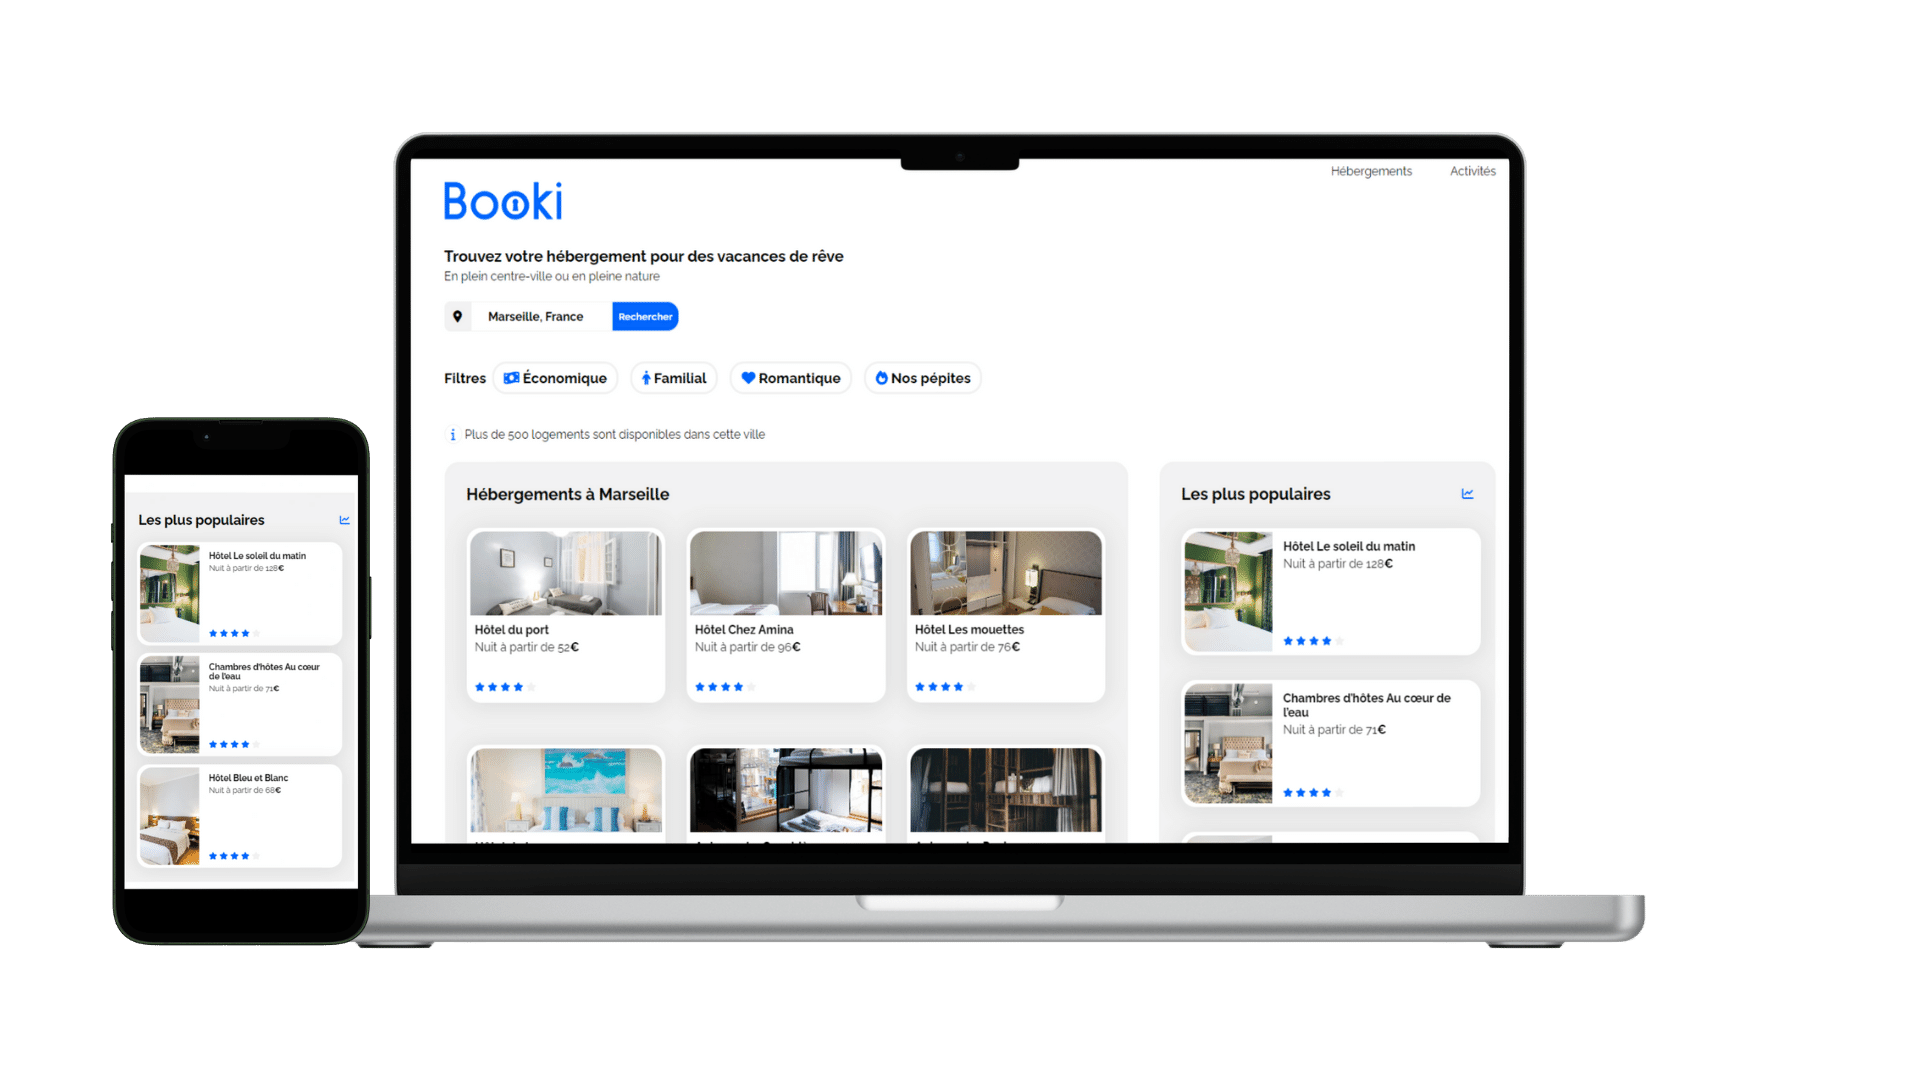 Hébergements
Activités
Booki
Trouvez votre hébergement pour des vacances de rêve
En plein centre-ville ou en pleine nature
Marseille, France
Rechercher
Filtres
Économique
Familial
Romantique
Nos pépites
Plus de 500 logements sont disponibles dans cette ville
Hébergements à Marseille
Hôtel du port
Nuit à partir de 52€
Hôtel Chez Amina
Nuit à partir de 96€
Hôtel Les mouettes
Nuit à partir de 76€
Les plus populaires
Hôtel Le soleil du matin
Nuit à partir de 128€
Chambres d'hôtes Au cœur de
l'eau
Nuit à partir de 71€
Les plus populaires
Hôtel Le soleil du matin
Nuit à partir de 128€
Chambres d'hôtes Au cœur
de l'eau
Nuit à partir de 71€
Hôtel Bleu et Blanc
Nuit à partir de 68€